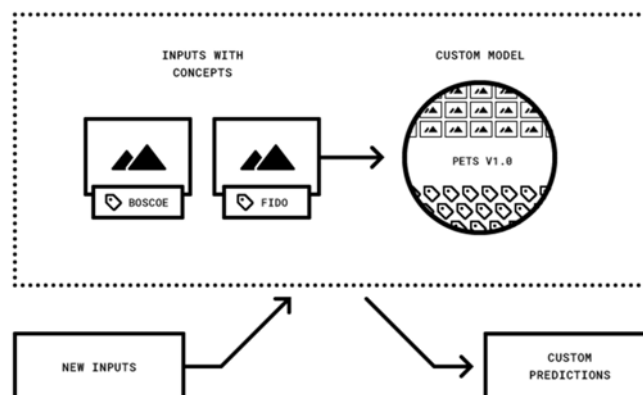 INPUTS WITH
CONCEPTS
CUSTOM MODEL
BOSCOE
FIDO
PETS V1.0
NEW INPUTS
CUSTOM
PREDICTIONS